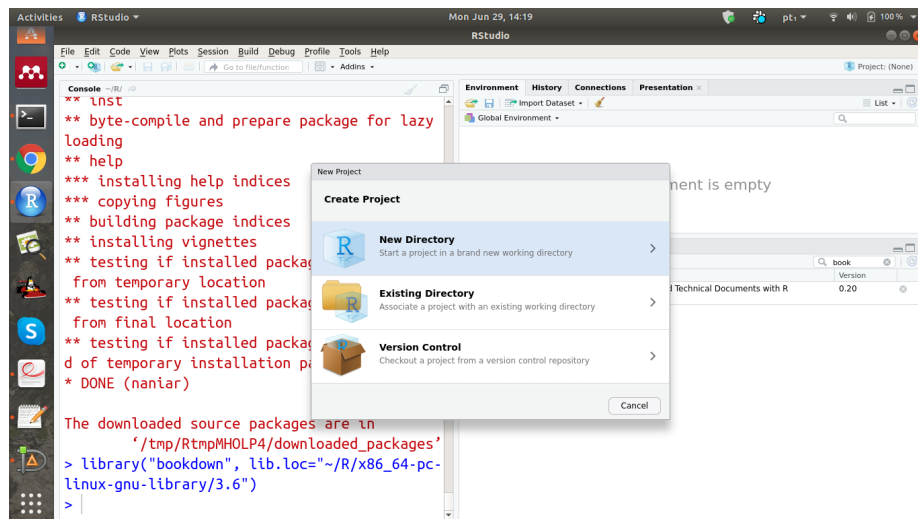 Activities RStudio Mon Jun 29, 14:19 pt1 100 %
RStudio
File Edit Code View Plots Session Build Debug Profile Tools Help
Go to file/function Addins Project: (None)
Console ~/R/
Environment History Connections Presentation
Import Dataset List
Global Environment
** inst
** byte-compile and prepare package for lazy
loading
** help
*** installing help indices
*** copying figures
** building package indices
** installing vignettes
** testing if installed packag
from temporary location
** testing if installed packag
from final location
** testing if installed packag
d of temporary installation pa
* DONE (naniar)
The downloaded source packages are in
‘/tmp/RtmpMHOLP4/downloaded_packages’
> library("bookdown", lib.loc="~/R/x86_64-pc-
linux-gnu-library/3.6")
>
New Project
Create Project
New Directory
Start a project in a brand new working directory
Existing Directory
Associate a project with an existing working directory
Version Control
Checkout a project from a version control repository
Cancel
ment is empty
book
Version
d Technical Documents with R 0.20